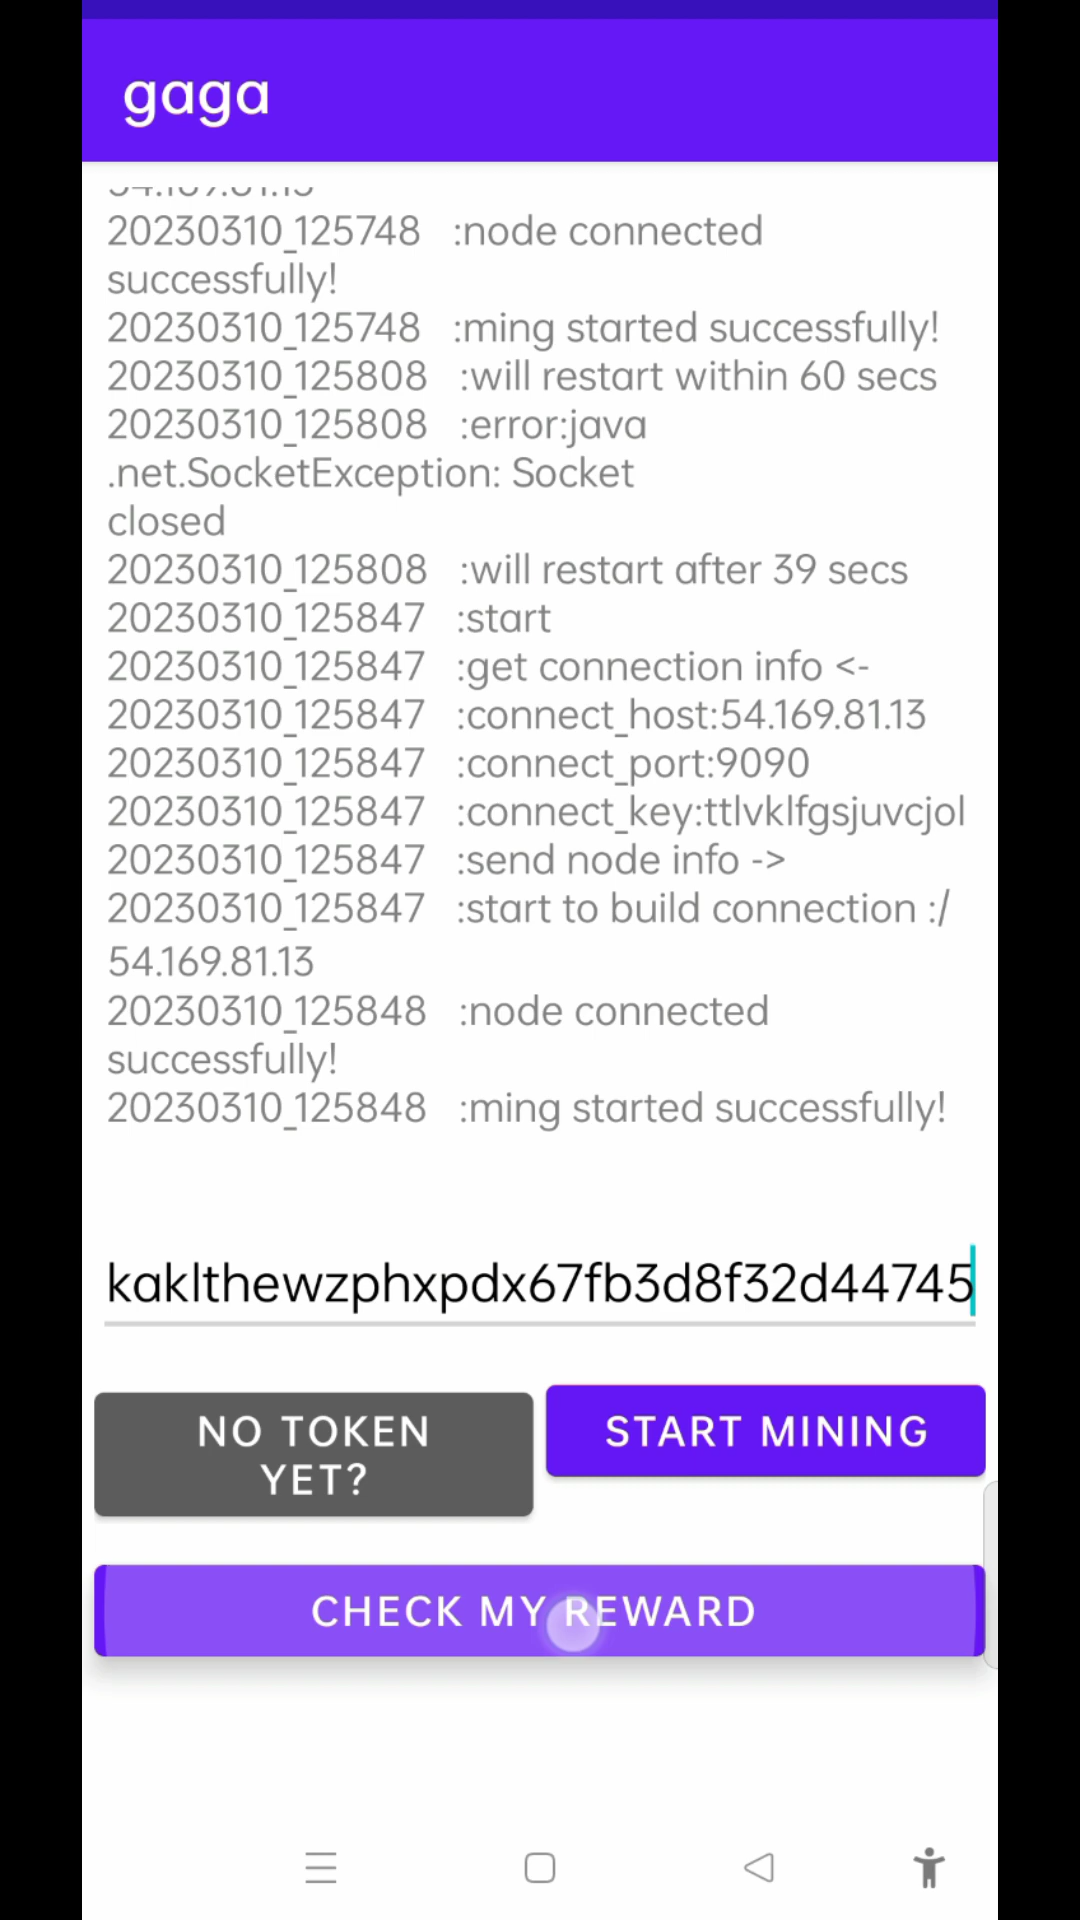 gaga
54.169.81.13
20230310_125748 :node connected
successfully!
20230310_125748 :ming started successfully!
20230310_125808 :will restart within 60 secs
20230310_125808 :error:java
.net.SocketException: Socket
closed
20230310_125808 :will restart after 39 secs
20230310_125847 :start
20230310_125847 :get connection info <-
20230310_125847 :connect_host:54.169.81.13
20230310_125847 :connect_port:9090
20230310_125847 :connect_key:ttlvklfgsjuvcjol
20230310_125847 :send node info ->
20230310_125847 :start to build connection :/
54.169.81.13
20230310_125848 :node connected
successfully!
20230310_125848 :ming started successfully!
kaklthewzphxpdx67fb3d8f32d44745
NO TOKEN
YET?
START MINING
CHECK MY REWARD